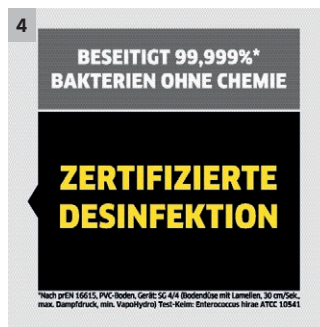 4
BESEITIGT 99,999%*
BAKTERIEN OHNE CHEMIE
ZERTIFIZIERTE
DESINFEKTION
*Nach prEN 16615, PVC-Boden, Gerät: SG 4/4 (Bodendüse mit Lamellen, 30 cm/Sek.,
max. Dampfdruck, min. VapoHydro) Test-Keim: Enterococcus hirae ATCC 10541